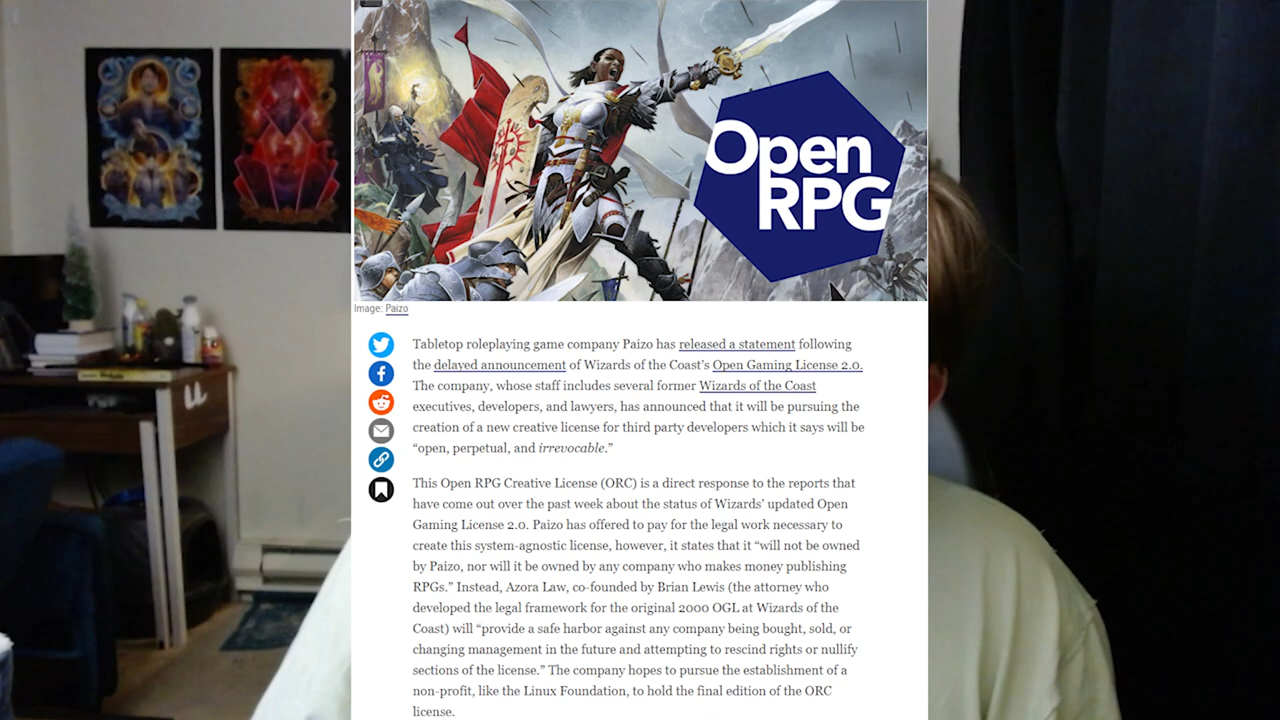 Open
RPG
Image: Paizo
Tabletop roleplaying game company Paizo has released a statement following
the delayed announcement of Wizards of the Coast's Open Gaming License 2.0.
The company, whose staff includes several former Wizards of the Coast
executives, developers, and lawyers, has announced that it will be pursuing the
creation of a new creative license for third party developers which it says will be
“open, perpetual, and irrevocable.”
This Open RPG Creative License (ORC) is a direct response to the reports that
have come out over the past week about the status of Wizards' updated Open
Gaming License 2.0. Paizo has offered to pay for the legal work necessary to
create this system-agnostic license, however, it states that it “will not be owned
by Paizo, nor will it be owned by any company who makes money publishing
RPGs.” Instead, Azora Law, co-founded by Brian Lewis (the attorney who
developed the legal framework for the original 2000 OGL at Wizards of the
Coast) will “provide a safe harbor against any company being bought, sold, or
changing management in the future and attempting to rescind rights or nullify
sections of the license.” The company hopes to pursue the establishment of a
non-profit, like the Linux Foundation, to hold the final edition of the ORC
license.